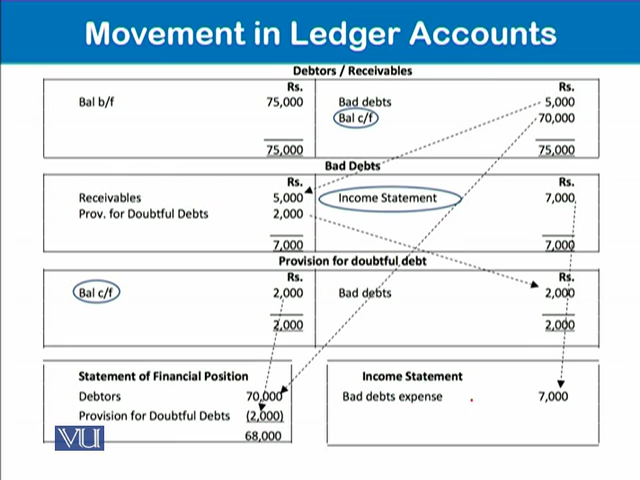 Movement in Ledger Accounts
Debtors / Receivables
Rs. Rs.
Bal b/f 75,000 Bad debts 5,000
Bal c/f 70,000
75,000 75,000
Bad Debts
Rs. Rs.
Receivables 5,000 Income Statement 7,000
Prov. for Doubtful Debts 2,000
7,000 7,000
Provision for doubtful debt
Rs. Rs.
Bal c/f 2,000 Bad debts 2,000
2,000 2,000
Statement of Financial Position Income Statement
Debtors 70,000 Bad debts expense 7,000
Provision for Doubtful Debts (2,000)
68,000
VU